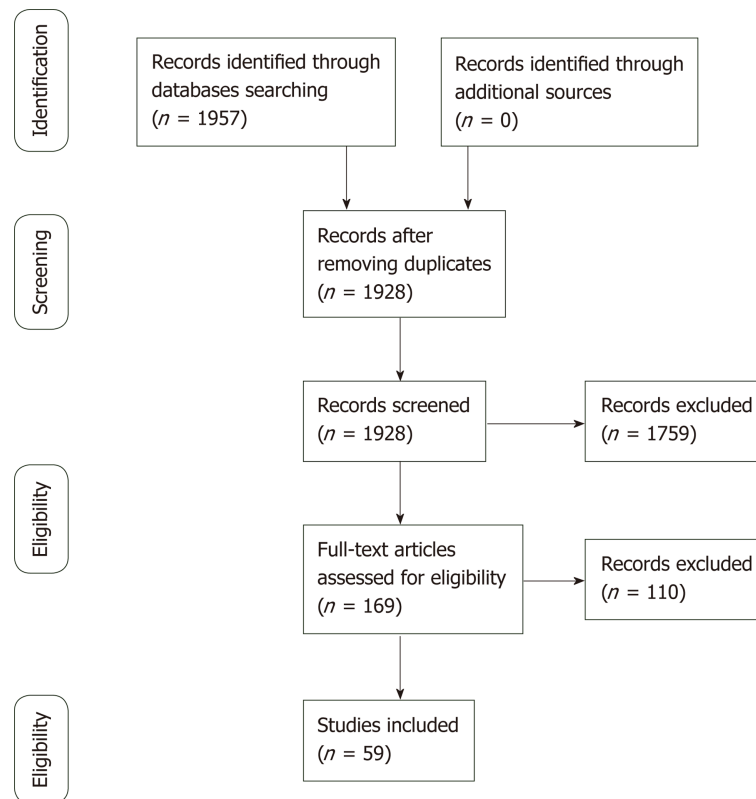 Identification
Records identified through
databases searching
(n = 1957)
Records identified through
additional sources
(n = 0)
Screening
Records after
removing duplicates
(n = 1928)
Records screened
(n = 1928)
Records excluded
(n = 1759)
Eligibility
Full-text articles
assessed for eligibility
(n = 169)
Records excluded
(n = 110)
Eligibility
Studies included
(n = 59)